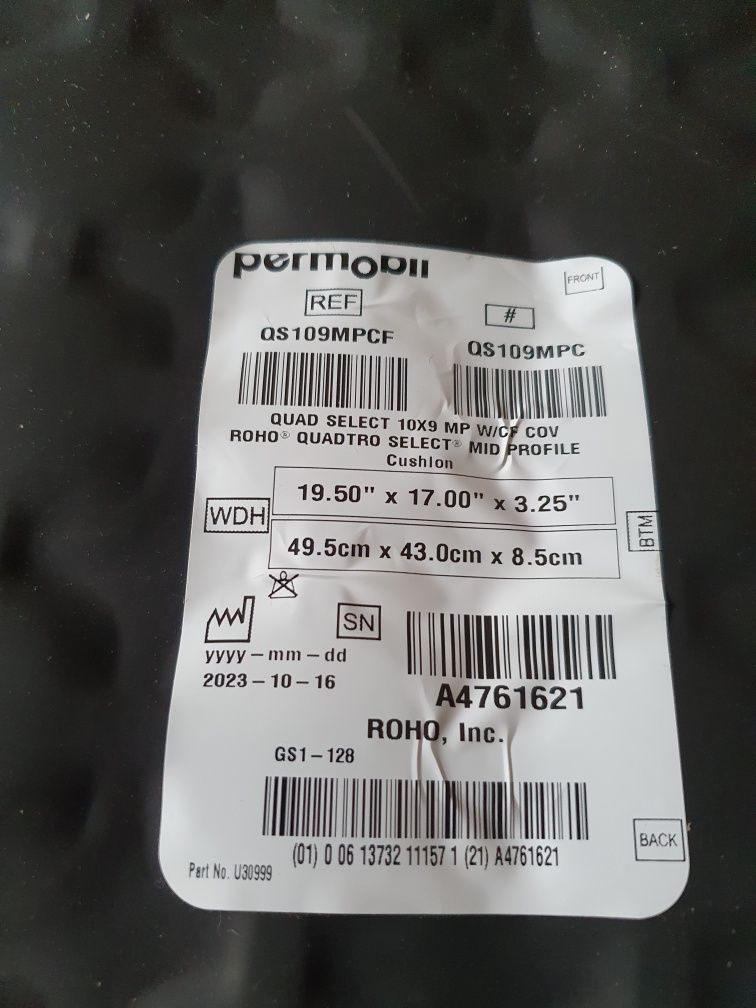 permobil
FRONT
REF
#
QS109MPCF
QS109MPC
QUAD SELECT 10X9 MP W/CF COV
ROHO® QUADTRO SELECT® MID PROFILE
Cushion
WDH
19.50" x 17.00" x 3.25"
49.5cm x 43.0cm x 8.5cm
BTM
SN
yyyy-mm-dd
2023-10-16
A4761621
ROHO, Inc.
GS1-128
(01) 0 06 13732 11157 1 (21) A4761621
BACK
Part No. U30999